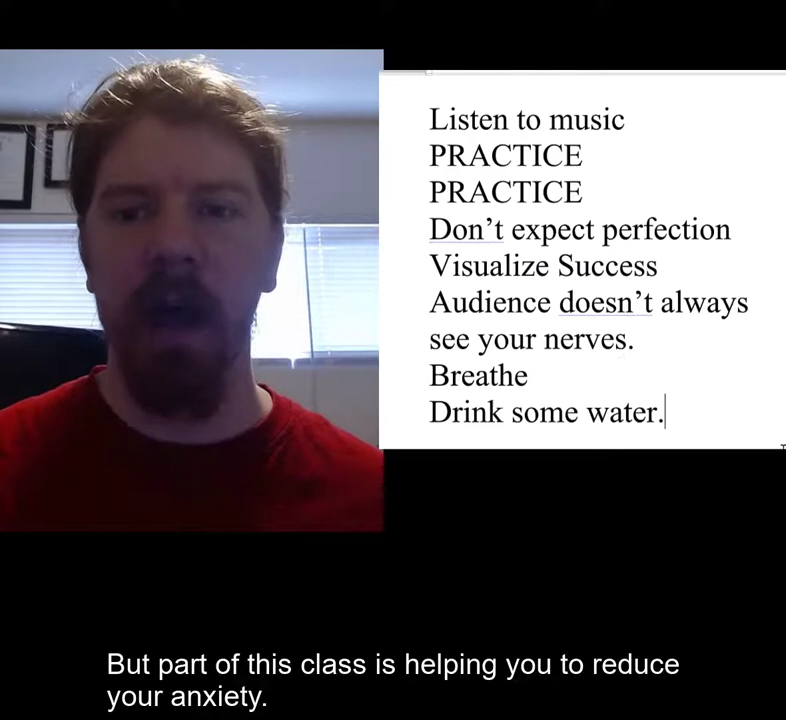 Listen to music
PRACTICE
PRACTICE
Don’t expect perfection
Visualize Success
Audience doesn’t always
see your nerves.
Breathe
Drink some water.
But part of this class is helping you to reduce
your anxiety.